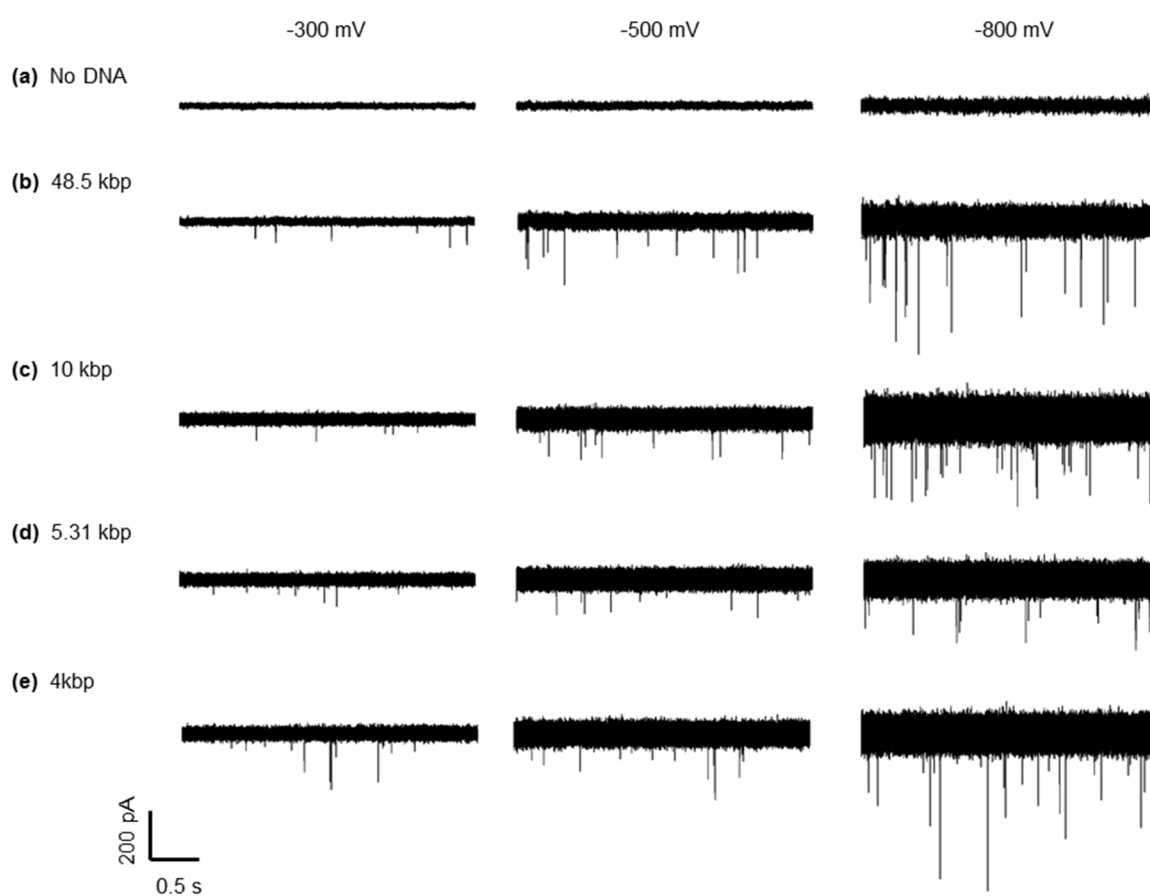 -300 mV -500 mV -800 mV
(a) No DNA
(b) 48.5 kbp
(c) 10 kbp
(d) 5.31 kbp
(e) 4kbp
200 pA
0.5 s